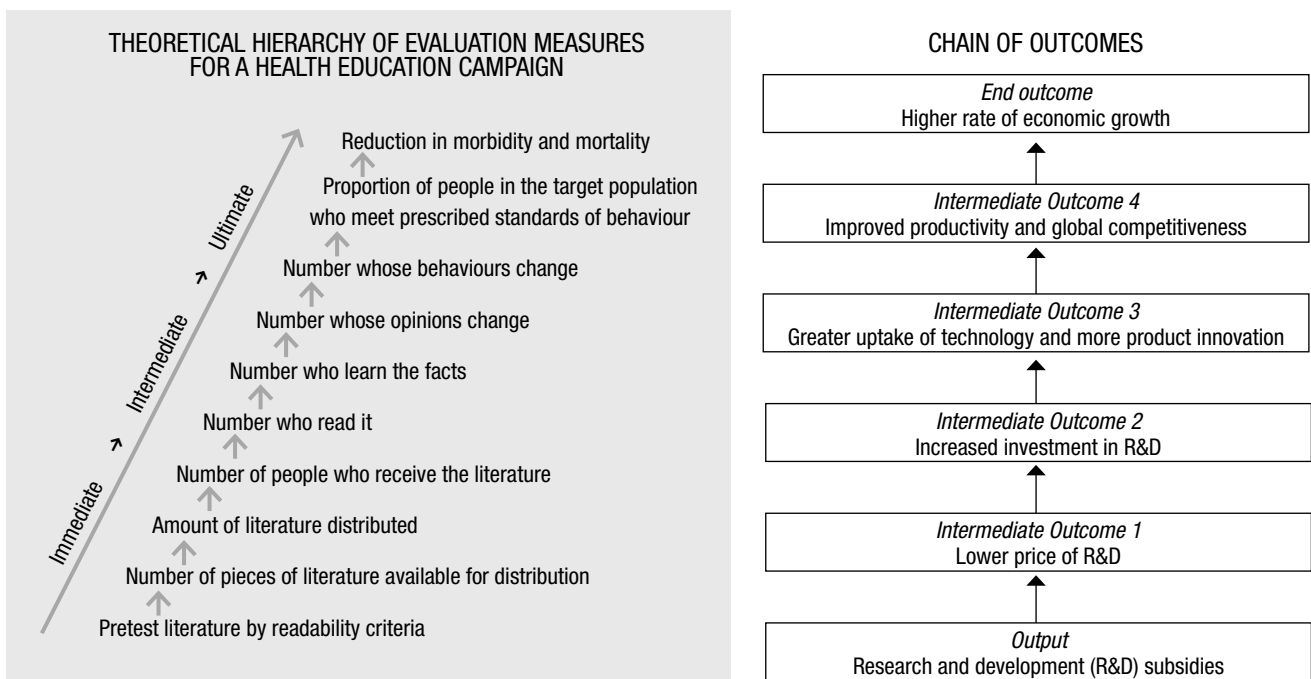 THEORETICAL HIERARCHY OF EVALUATION MEASURES
FOR A HEALTH EDUCATION CAMPAIGN
Reduction in morbidity and mortality
Proportion of people in the target population
who meet prescribed standards of behaviour
Number whose behaviours change
Number whose opinions change
Number who learn the facts
Number who read it
Number of people who receive the literature
Amount of literature distributed
Number of pieces of literature available for distribution
Pretest literature by readability criteria
Immediate
Intermediate
Ultimate
CHAIN OF OUTCOMES
End outcome
Higher rate of economic growth
Intermediate Outcome 4
Improved productivity and global competitiveness
Intermediate Outcome 3
Greater uptake of technology and more product innovation
Intermediate Outcome 2
Increased investment in R&D
Intermediate Outcome 1
Lower price of R&D
Output
Research and development (R&D) subsidies